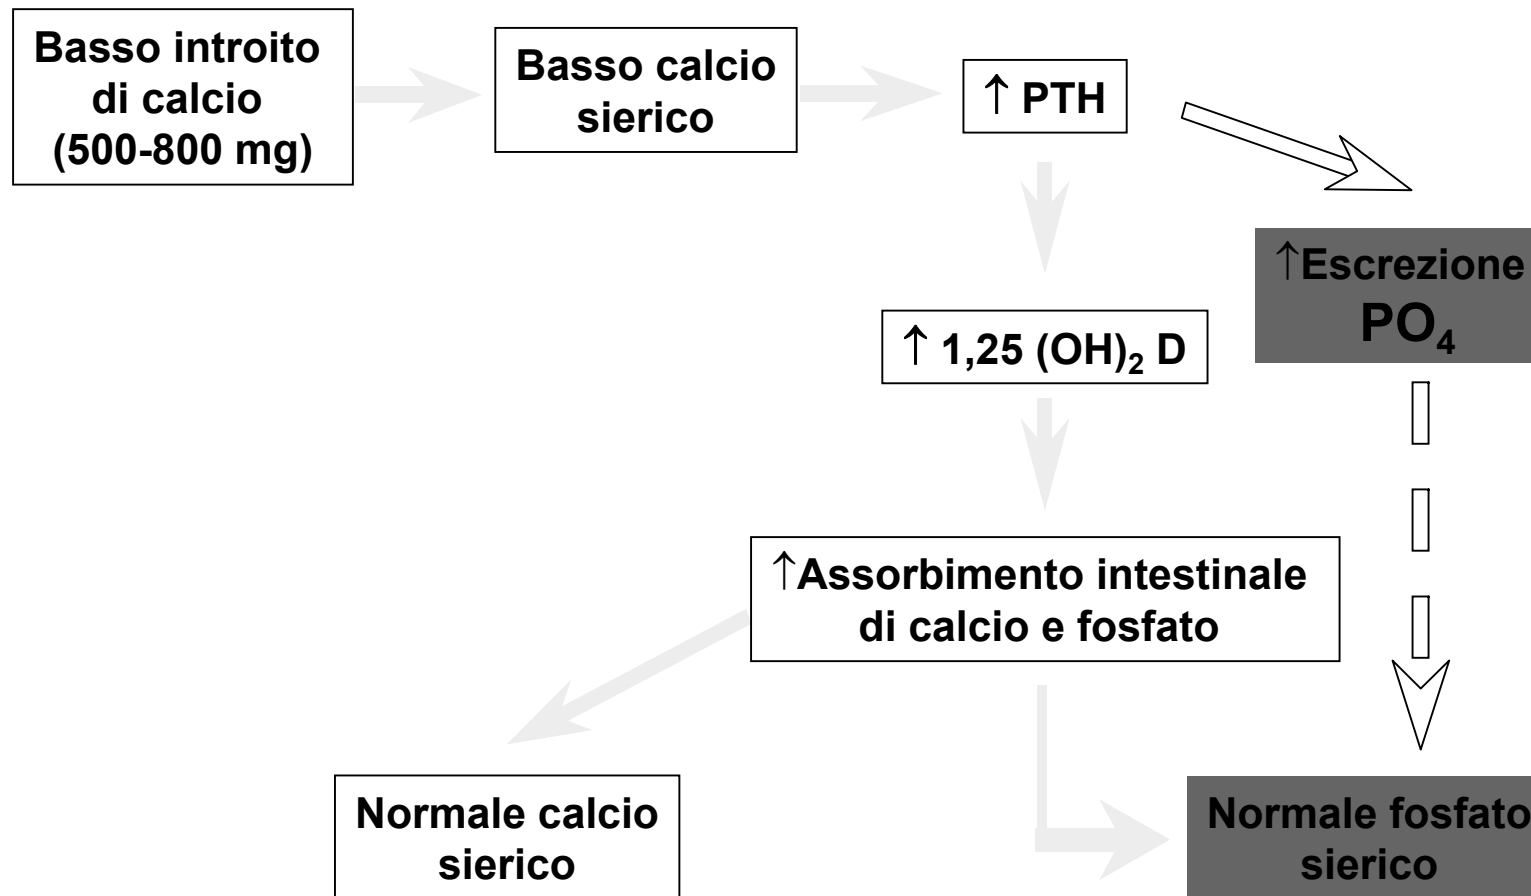 Basso introito
di calcio
(500-800 mg)
Basso calcio
sierico
↑ PTH
↑Escrezione
PO₄
↑ 1,25 (OH)₂ D
↑Assorbimento intestinale
di calcio e fosfato
Normale calcio
sierico
Normale fosfato
sierico